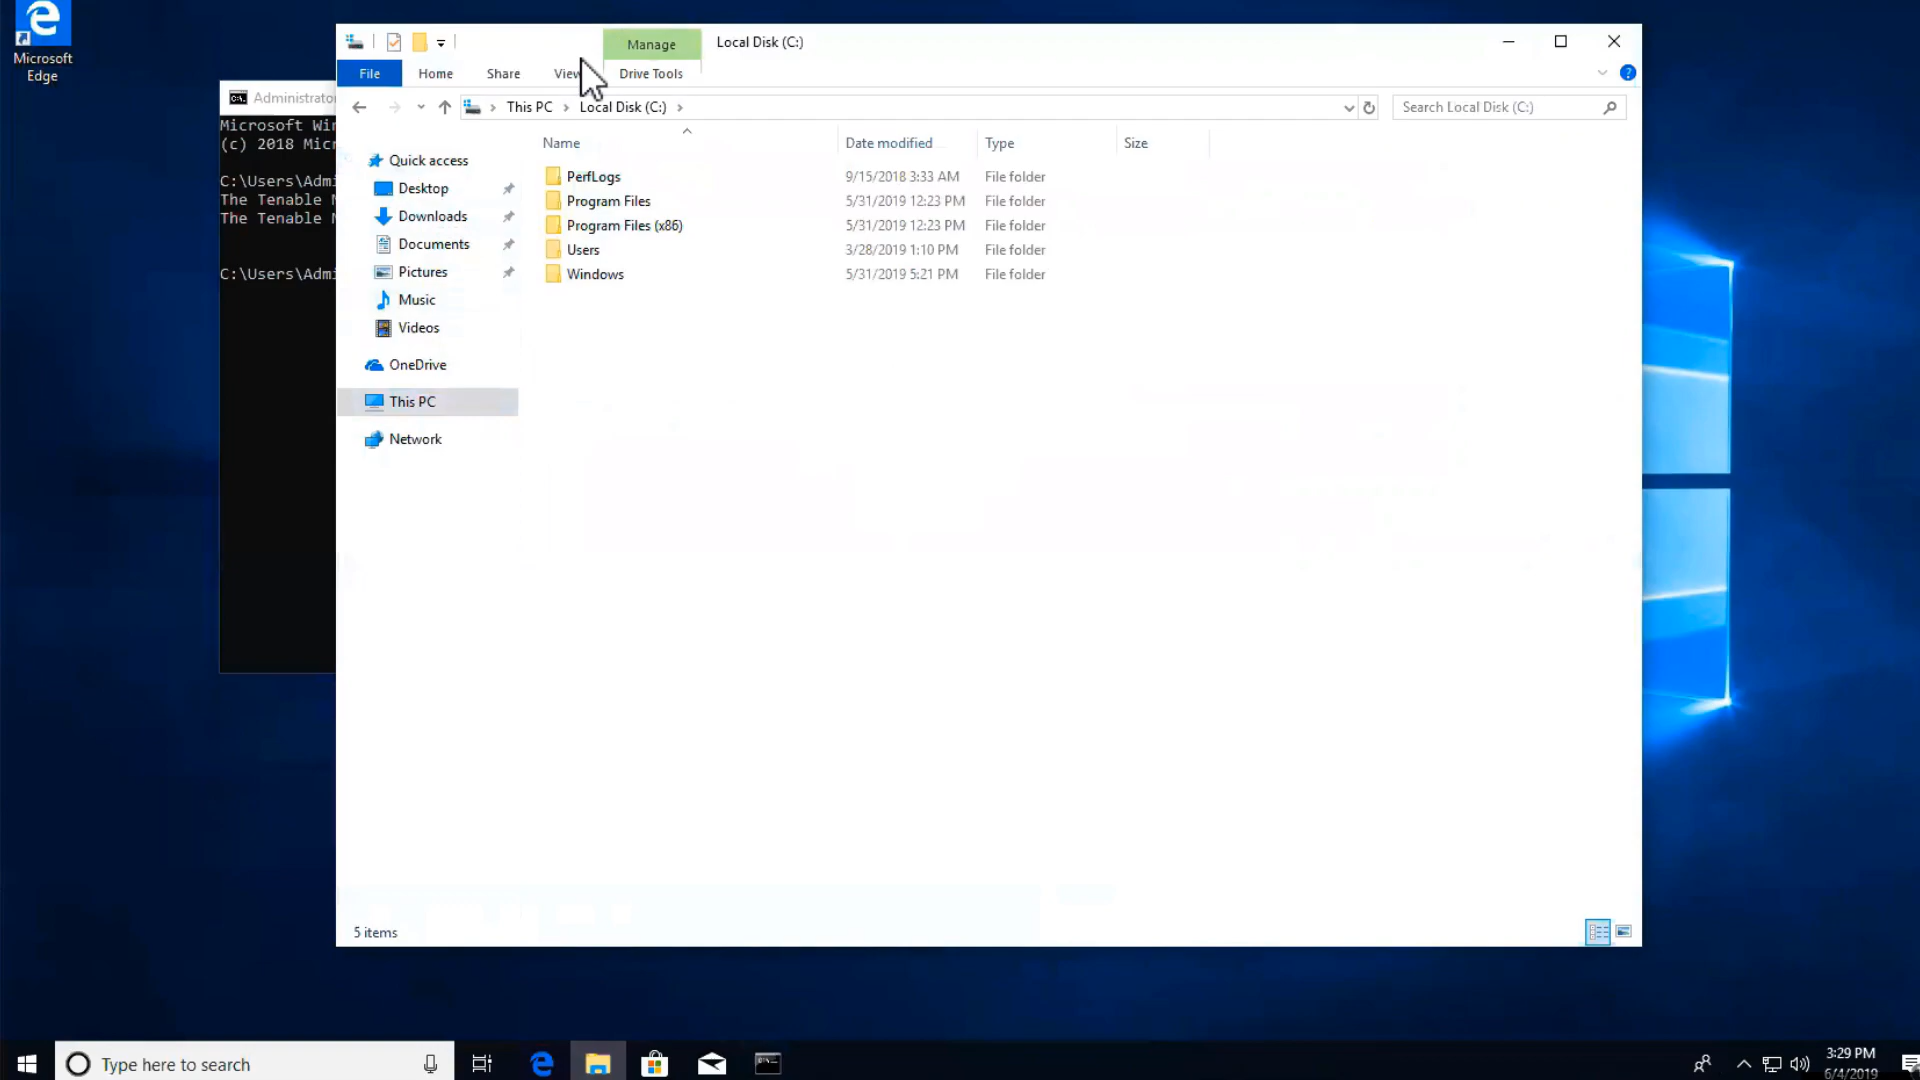 Microsoft
Edge
Manage
Local Disk (C:)
File
Home
Share
View
Drive Tools
This PC
Local Disk (C:)
Search Local Disk (C:)
Administrator
Microsoft Win
(c) 2018 Micr
C:\Users\Admi
The Tenable N
The Tenable N
C:\Users\Admi
Quick access
Desktop
Downloads
Documents
Pictures
Music
Videos
OneDrive
This PC
Network
Name Date modified Type Size
PerfLogs 9/15/2018 3:33 AM File folder
Program Files 5/31/2019 12:23 PM File folder
Program Files (x86) 5/31/2019 12:23 PM File folder
Users 3/28/2019 1:10 PM File folder
Windows 5/31/2019 5:21 PM File folder
5 items
Type here to search
3:29 PM
6/4/2019